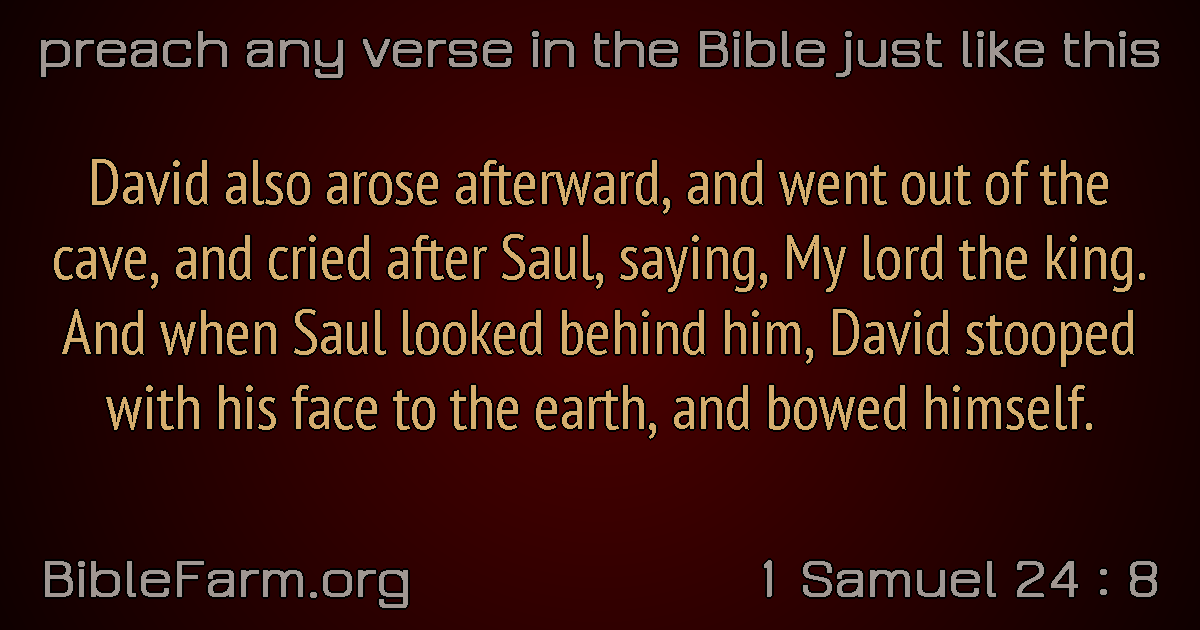 preach any verse in the Bible just like this
David also arose afterward, and went out of the
cave, and cried after Saul, saying, My lord the king.
And when Saul looked behind him, David stooped
with his face to the earth, and bowed himself.
BibleFarm.org
1 Samuel 24 : 8